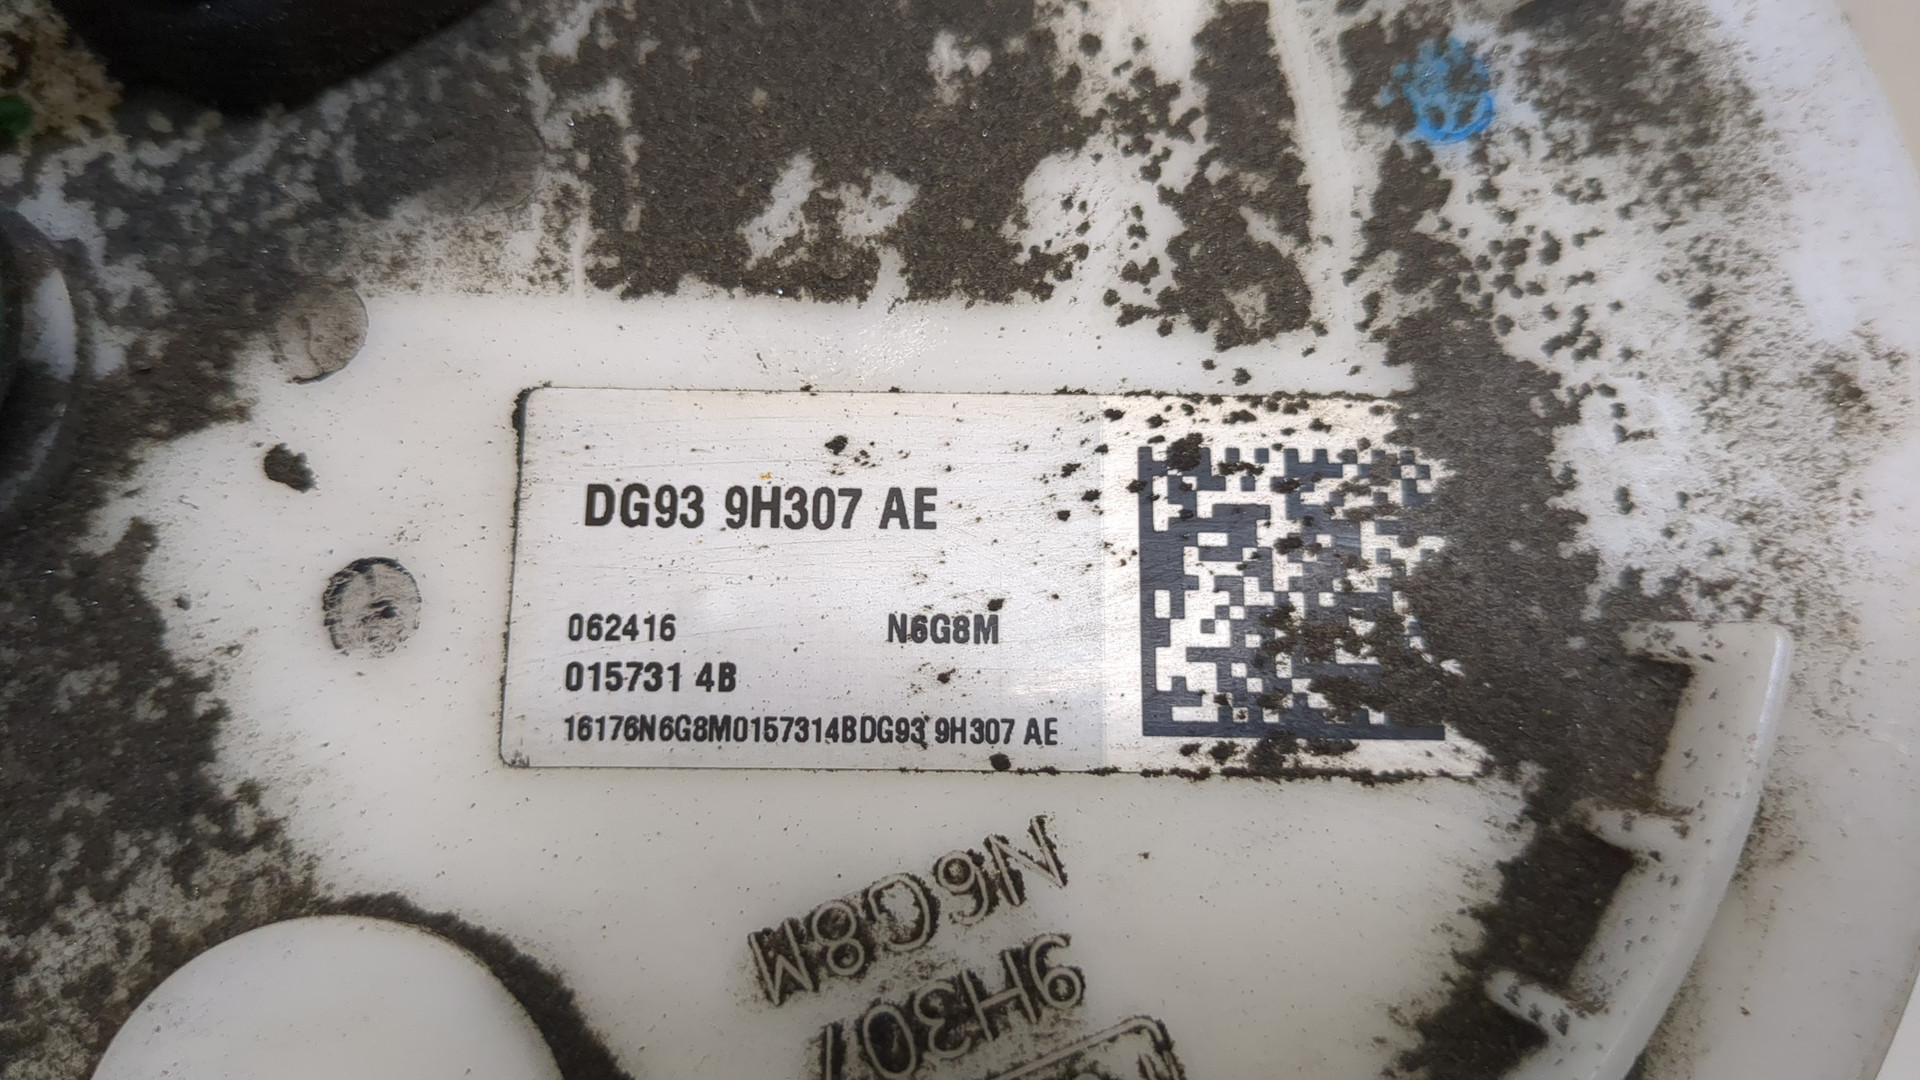 DG93 9H307 AE
062416 N6G8M
015731 4B
16176N6G8M0157314BDG93 9H307 AE
N6G8M
9H307